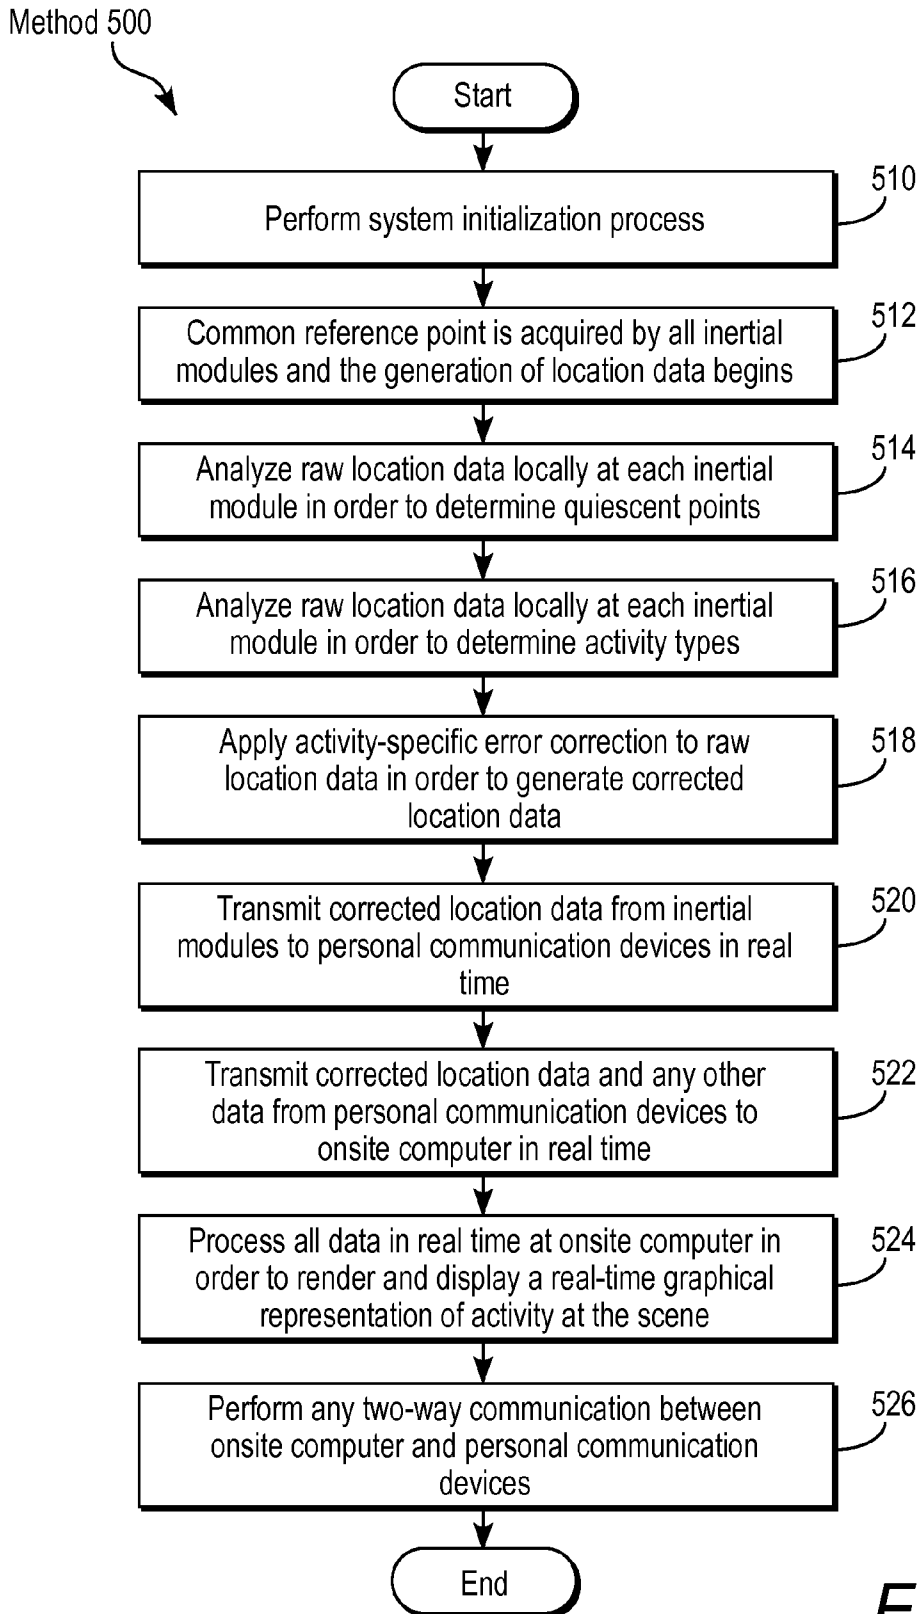 Method 500
Start
510
Perform system initialization process
512
Common reference point is acquired by all inertial
modules and the generation of location data begins
514
Analyze raw location data locally at each inertial
module in order to determine quiescent points
516
Analyze raw location data locally at each inertial
module in order to determine activity types
518
Apply activity-specific error correction to raw
location data in order to generate corrected
location data
520
Transmit corrected location data from inertial
modules to personal communication devices in real
time
522
Transmit corrected location data and any other
data from personal communication devices to
onsite computer in real time
524
Process all data in real time at onsite computer in
order to render and display a real-time graphical
representation of activity at the scene
526
Perform any two-way communication between
onsite computer and personal communication
devices
End